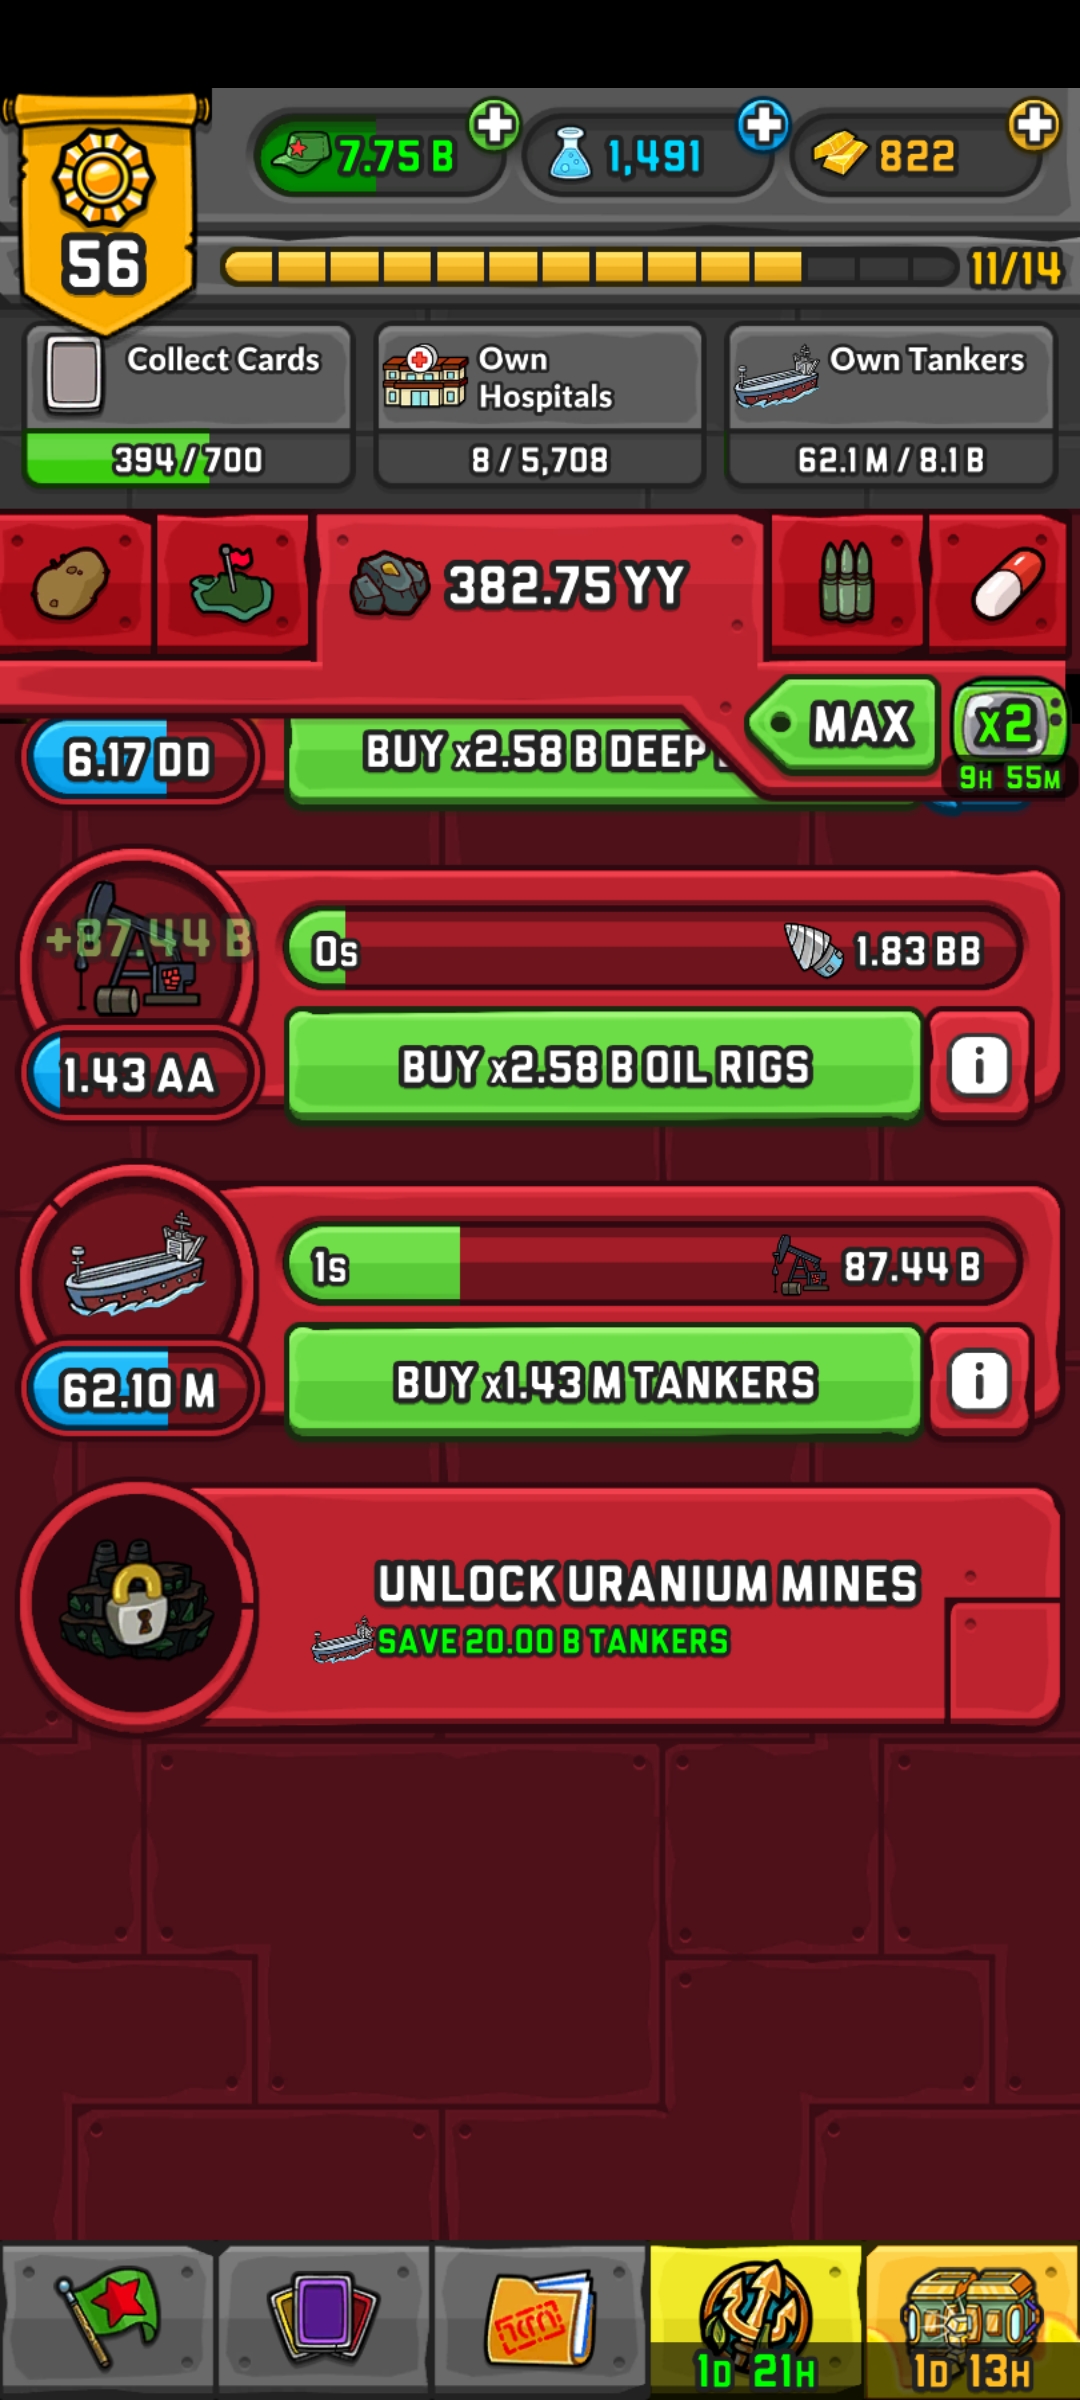 7.75 B
1,491
822
56
11/14
Collect Cards
394/700
Own
Hospitals
8/5,708
Own Tankers
62.1 M / 8.1 B
382.75 YY
MAX
x2
9H 55M
6.17 DD
BUY x2.58 B DEEP
+87.44 B
0s
1.83 BB
1.43 AA
BUY x2.58 B OIL RIGS
i
1s
87.44 B
62.10 M
BUY x1.43 M TANKERS
i
UNLOCK URANIUM MINES
SAVE 20.00 B TANKERS
1D 21H
1D 13H